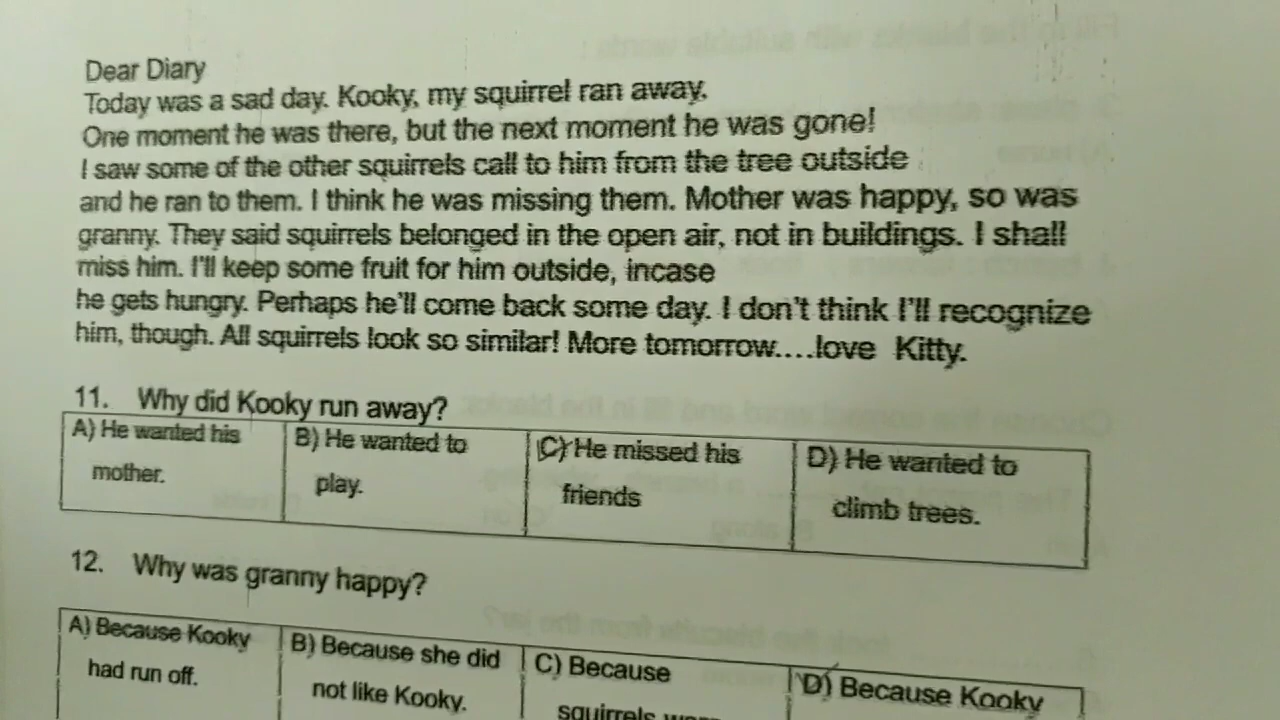 Dear Diary
Today was a sad day. Kooky, my squirrel ran away.
One moment he was there, but the next moment he was gone!
I saw some of the other squirrels call to him from the tree outside
and he ran to them. I think he was missing them. Mother was happy, so was
granny. They said squirrels belonged in the open air, not in buildings. I shall
miss him. I'll keep some fruit for him outside, incase
he gets hungry. Perhaps he'll come back some day. I don't think I'll recognize
him, though. All squirrels look so similar! More tomorrow....love Kitty.
11. Why did Kooky run away?
A) He wanted his mother.
B) He wanted to play.
C) He missed his friends
D) He wanted to climb trees.
12. Why was granny happy?
A) Because Kooky had run off.
B) Because she did not like Kooky.
C) Because squirrels
D) Because Kooky